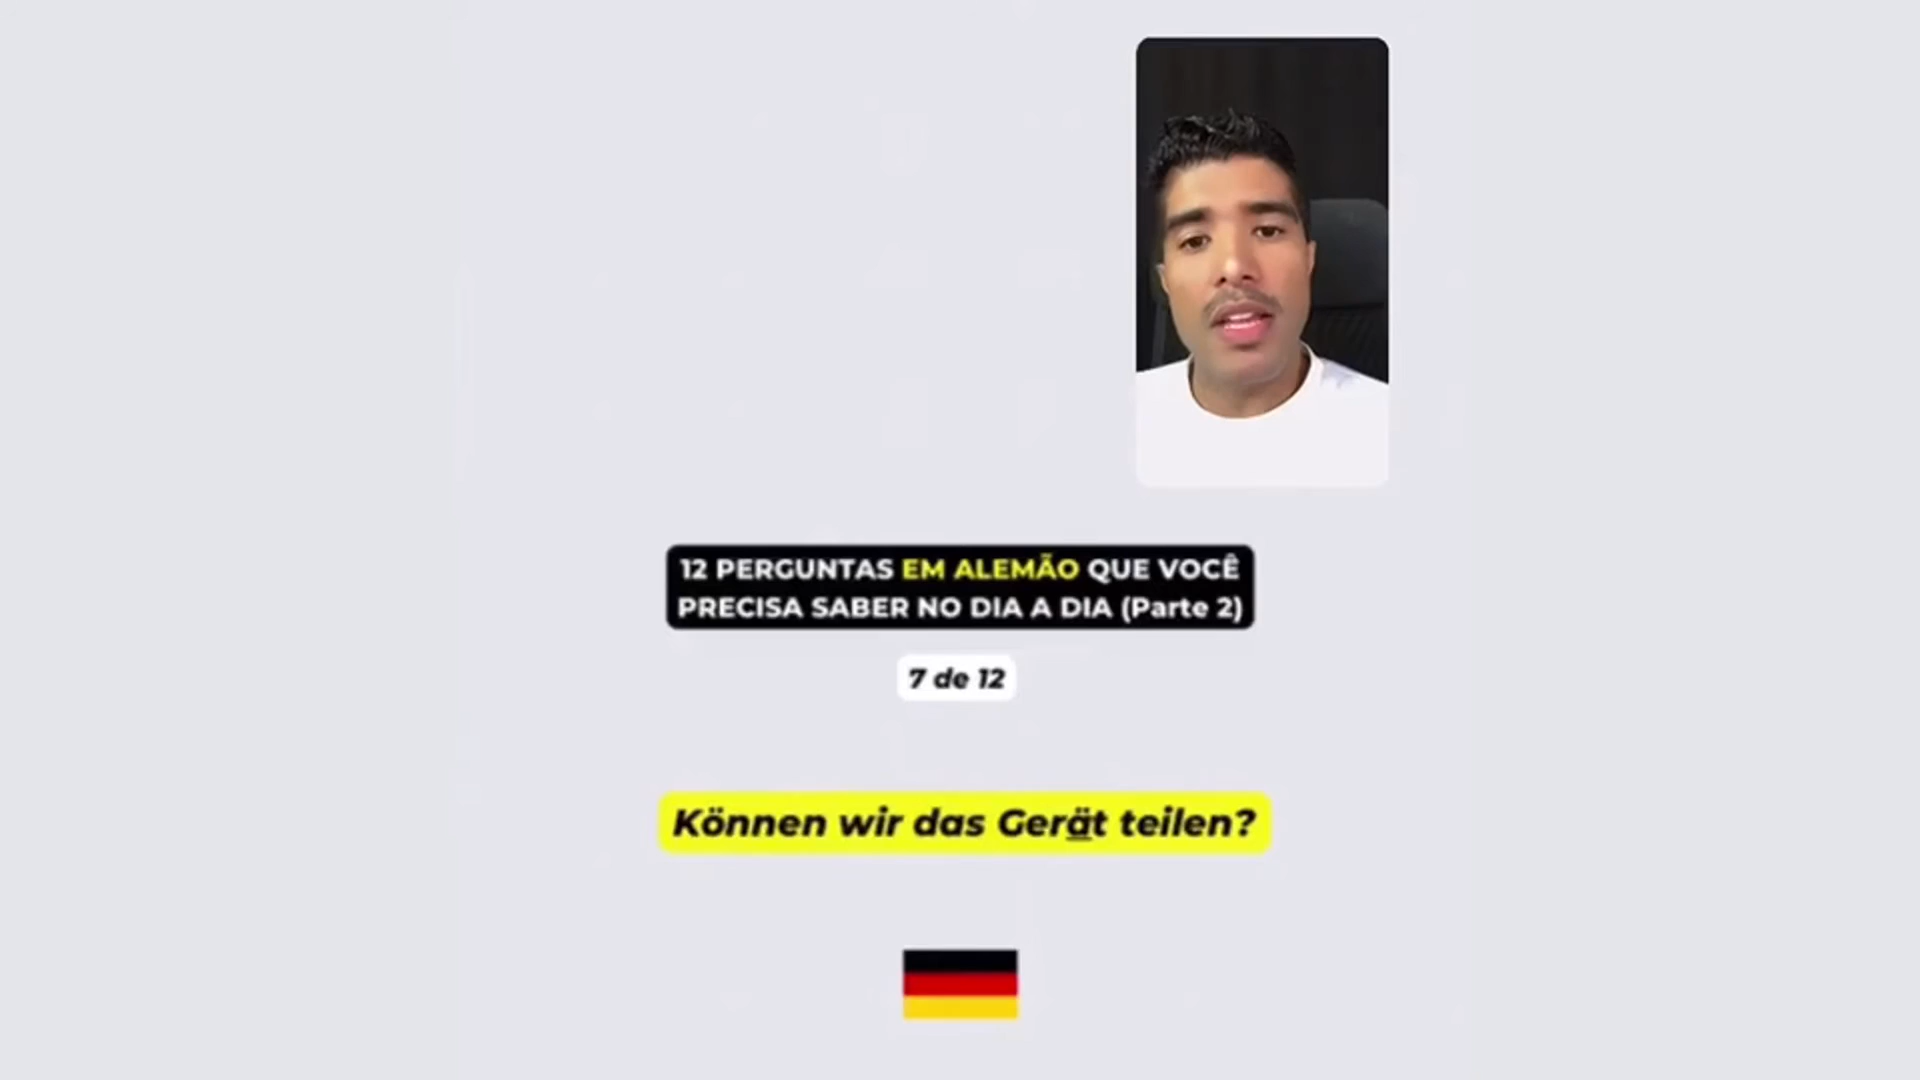 12 PERGUNTAS EM ALEMÃO QUE VOCÊ
PRECISA SABER NO DIA A DIA (Parte 2)
7 de 12
Können wir das Gerät teilen?